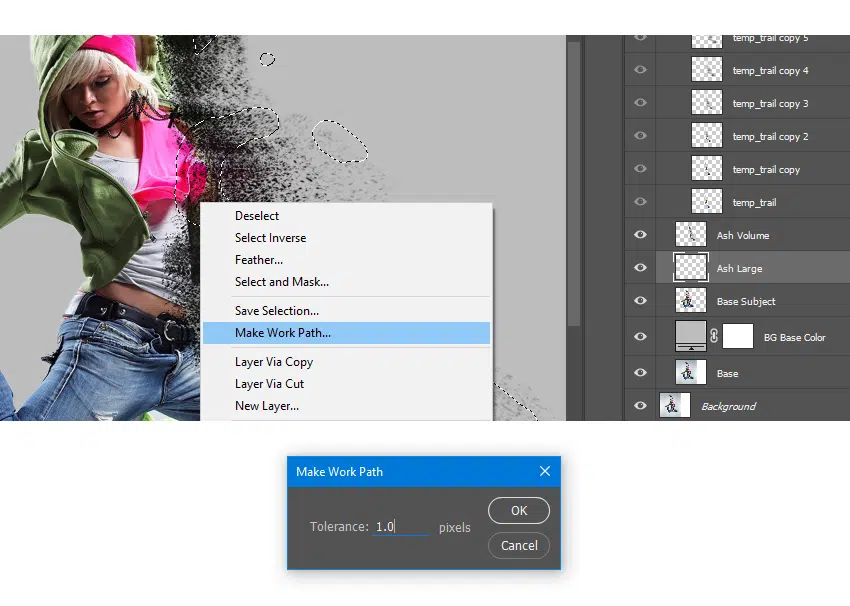 temp_trail copy 5
temp_trail copy 4
temp_trail copy 3
temp_trail copy 2
temp_trail copy
temp_trail
Ash Volume
Ash Large
Base Subject
BG Base Color
Base
Background
Deselect
Select Inverse
Feather...
Select and Mask...
Save Selection...
Make Work Path...
Layer Via Copy
Layer Via Cut
New Layer...
Make Work Path
Tolerance: 1.0 pixels
OK
Cancel